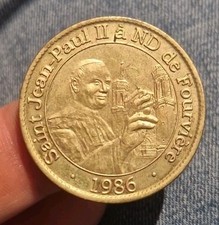 Saint Jean-Paul II à ND de Fourvière
· 1986 ·